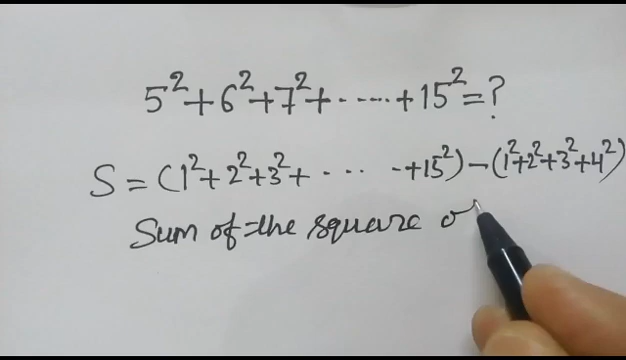 5²+6²+7²+.....+15²=?
S=(1²+2²+3²+... -+15²)-(1²+2²+3²+4²)
Sum of the square o